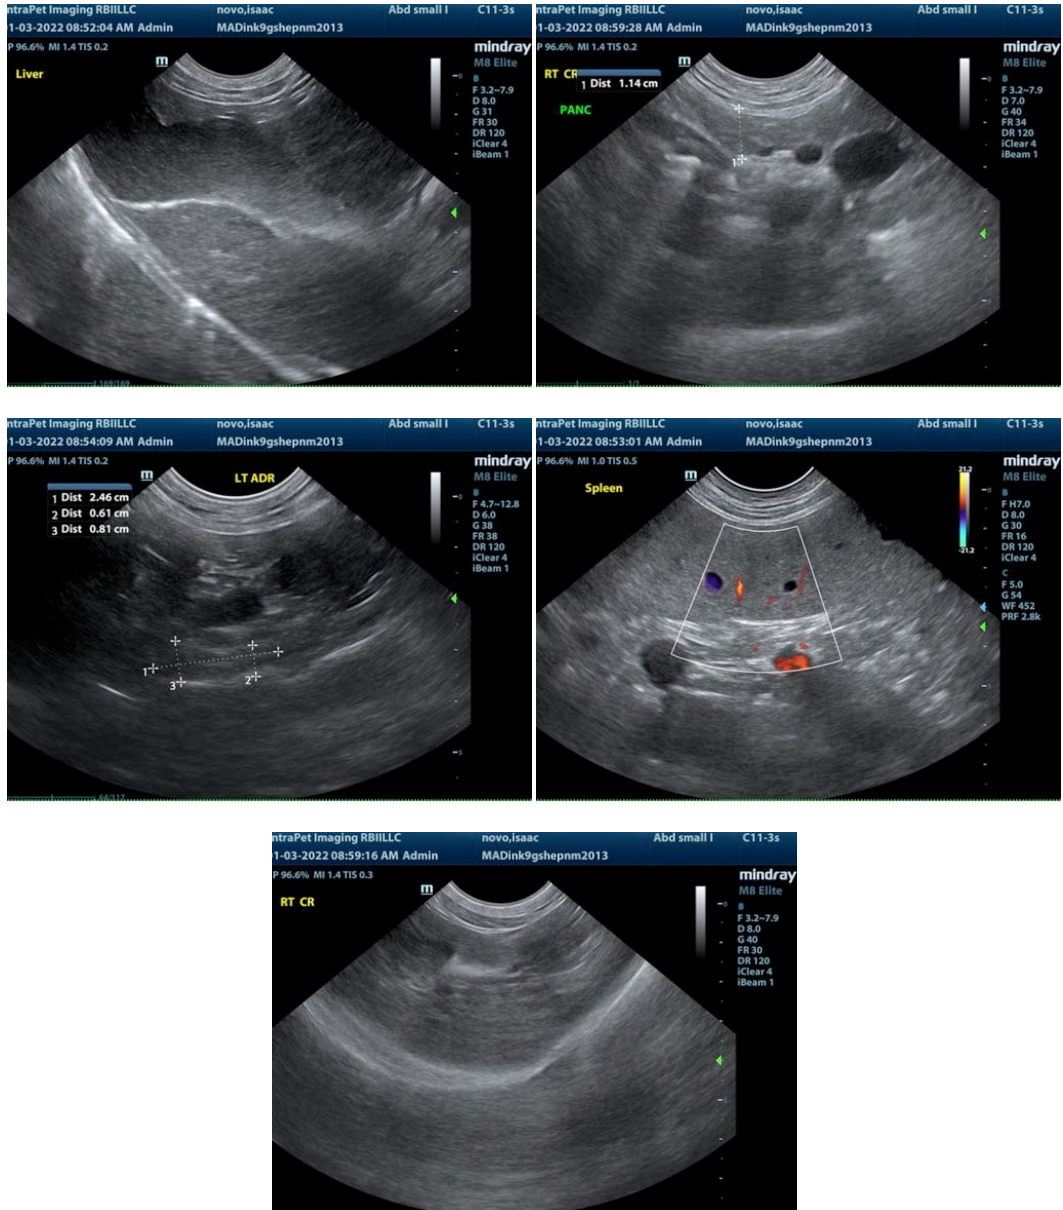 ntraPet Imaging RBIILLC novo,isaac Abd small I C11-3s
1-03-2022 08:52:04 AM Admin MADink9gshepnm2013
P 96.6% MI 1.4 TIS 0.2
mindray
M8 Elite
Liver
B
F 3.2~7.9
D 8.0
G 31
FR 30
DR 120
iClear 4
iBeam 1
169/169
ntraPet Imaging RBIILLC novo,isaac Abd small I C11-3s
1-03-2022 08:59:28 AM Admin MADink9gshepnm2013
P 96.6% MI 1.4 TIS 0.2
mindray
M8 Elite
RT CR
1 Dist 1.14 cm
PANC
1
B
F 3.2~7.9
D 7.0
G 40
FR 34
DR 120
iClear 4
iBeam 1
1/1
ntraPet Imaging RBIILLC novo,isaac Abd small I C11-3s
1-03-2022 08:54:09 AM Admin MADink9gshepnm2013
P 96.6% MI 1.4 TIS 0.2
mindray
M8 Elite
LT ADR
1 Dist 2.46 cm
2 Dist 0.61 cm
3 Dist 0.81 cm
1
3
2
B
F 4.7~12.8
D 6.0
G 38
FR 38
DR 120
iClear 4
iBeam 1
64/112
ntraPet Imaging RBIILLC novo,isaac Abd small I C11-3s
1-03-2022 08:53:01 AM Admin MADink9gshepnm2013
P 96.6% MI 1.0 TIS 0.5
mindray
M8 Elite
Spleen
21.2
-21.2
B
F H7.0
D 8.0
G 30
FR 16
DR 120
iClear 4
C
F 5.0
G 54
WF 452
PRF 2.8k
ntraPet Imaging RBIILLC novo,isaac Abd small I C11-3s
1-03-2022 08:59:16 AM Admin MADink9gshepnm2013
P 96.6% MI 1.4 TIS 0.3
mindray
M8 Elite
RT CR
B
F 3.2~7.9
D 8.0
G 40
FR 30
DR 120
iClear 4
iBeam 1